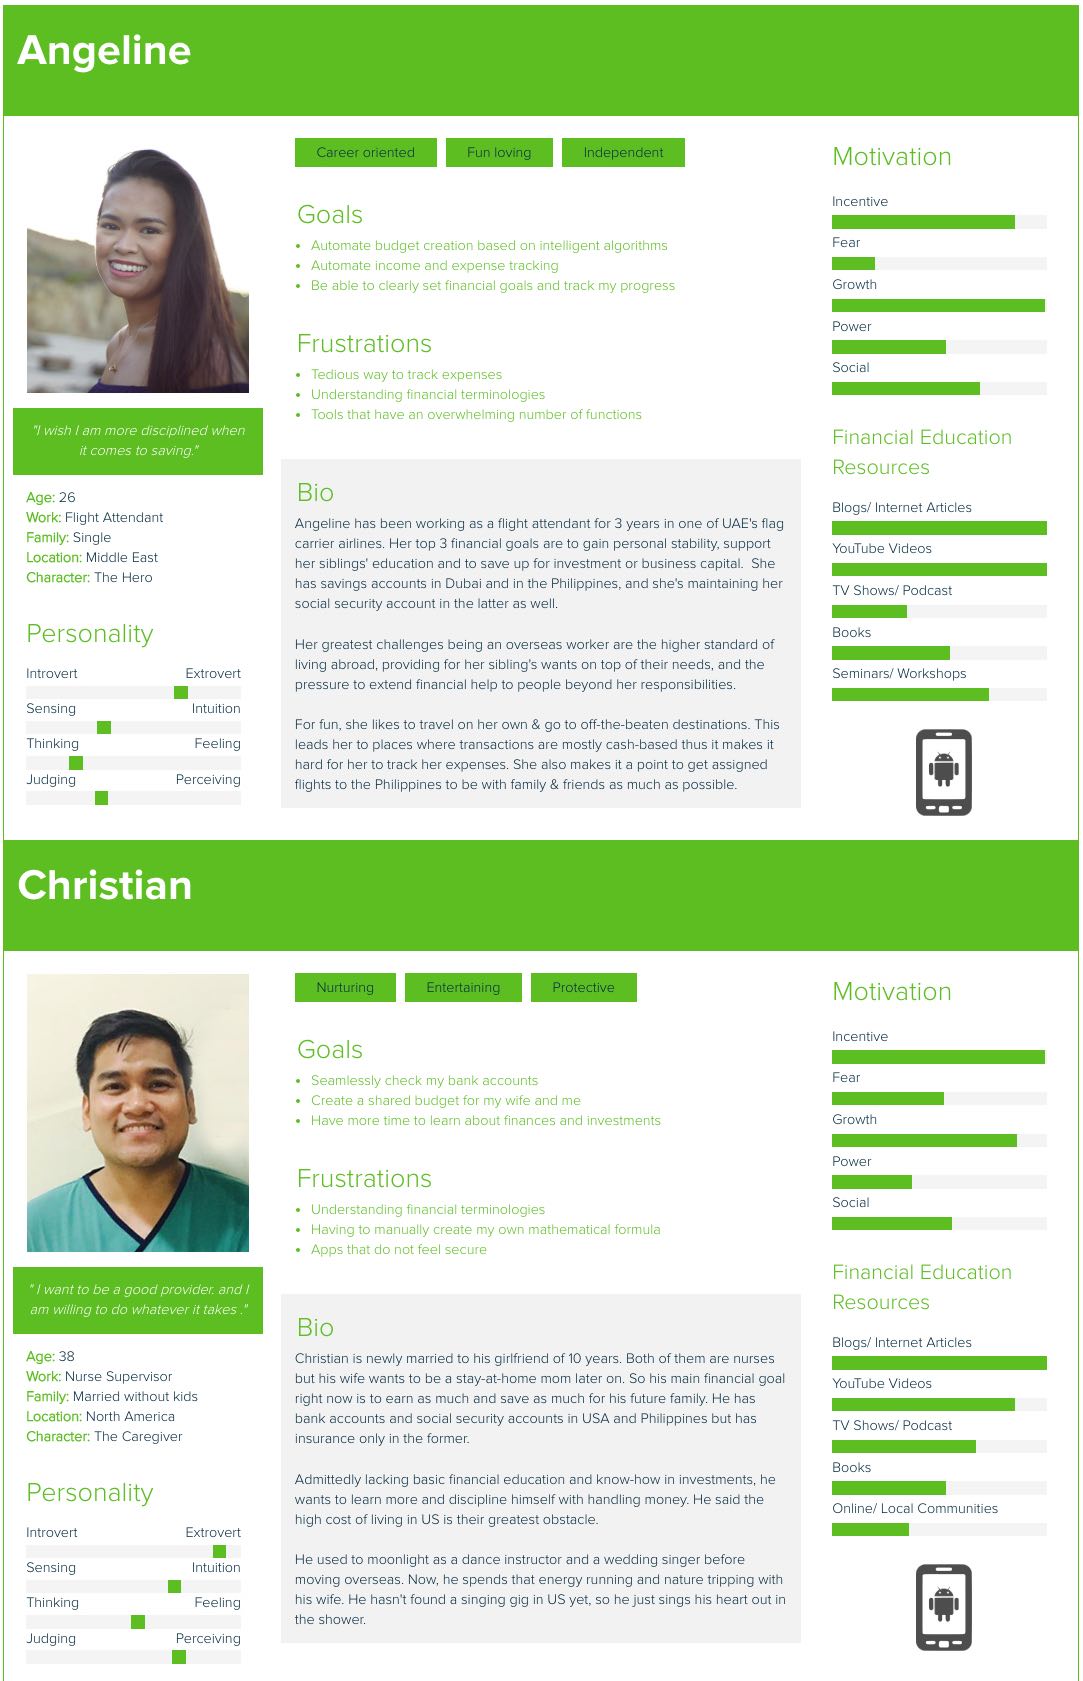 Angeline
Career oriented
Fun loving
Independent
Goals
• Automate budget creation based on intelligent algorithms
• Automate income and expense tracking
• Be able to clearly set financial goals and track my progress
Frustrations
• Tedious way to track expenses
• Understanding financial terminologies
• Tools that have an overwhelming number of functions
"I wish I am more disciplined when
it comes to saving."
Age: 26
Work: Flight Attendant
Family: Single
Location: Middle East
Character: The Hero
Personality
Introvert Extrovert
Sensing Intuition
Thinking Feeling
Judging Perceiving
Bio
Angeline has been working as a flight attendant for 3 years in one of UAE's flag
carrier airlines. Her top 3 financial goals are to gain personal stability, support
her siblings' education and to save up for investment or business capital.  She
has savings accounts in Dubai and in the Philippines, and she's maintaining her
social security account in the latter as well.
Her greatest challenges being an overseas worker are the higher standard of
living abroad, providing for her sibling's wants on top of their needs, and the
pressure to extend financial help to people beyond her responsibilities.
For fun, she likes to travel on her own & go to off-the-beaten destinations. This
leads her to places where transactions are mostly cash-based thus it makes it
hard for her to track her expenses. She also makes it a point to get assigned
flights to the Philippines to be with family & friends as much as possible.
Motivation
Incentive
Fear
Growth
Power
Social
Financial Education
Resources
Blogs/ Internet Articles
YouTube Videos
TV Shows/ Podcast
Books
Seminars/ Workshops
Christian
Nurturing
Entertaining
Protective
Goals
• Seamlessly check my bank accounts
• Create a shared budget for my wife and me
• Have more time to learn about finances and investments
Frustrations
• Understanding financial terminologies
• Having to manually create my own mathematical formula
• Apps that do not feel secure
" I want to be a good provider. and I
am willing to do whatever it takes ."
Age: 38
Work: Nurse Supervisor
Family: Married without kids
Location: North America
Character: The Caregiver
Personality
Introvert Extrovert
Sensing Intuition
Thinking Feeling
Judging Perceiving
Bio
Christian is newly married to his girlfriend of 10 years. Both of them are nurses
but his wife wants to be a stay-at-home mom later on. So his main financial goal
right now is to earn as much and save as much for his future family. He has
bank accounts and social security accounts in USA and Philippines but has
insurance only in the former.
Admittedly lacking basic financial education and know-how in investments, he
wants to learn more and discipline himself with handling money. He said the
high cost of living in US is their greatest obstacle.
He used to moonlight as a dance instructor and a wedding singer before
moving overseas. Now, he spends that energy running and nature tripping with
his wife. He hasn't found a singing gig in US yet, so he just sings his heart out in
the shower.
Motivation
Incentive
Fear
Growth
Power
Social
Financial Education
Resources
Blogs/ Internet Articles
YouTube Videos
TV Shows/ Podcast
Books
Online/ Local Communities